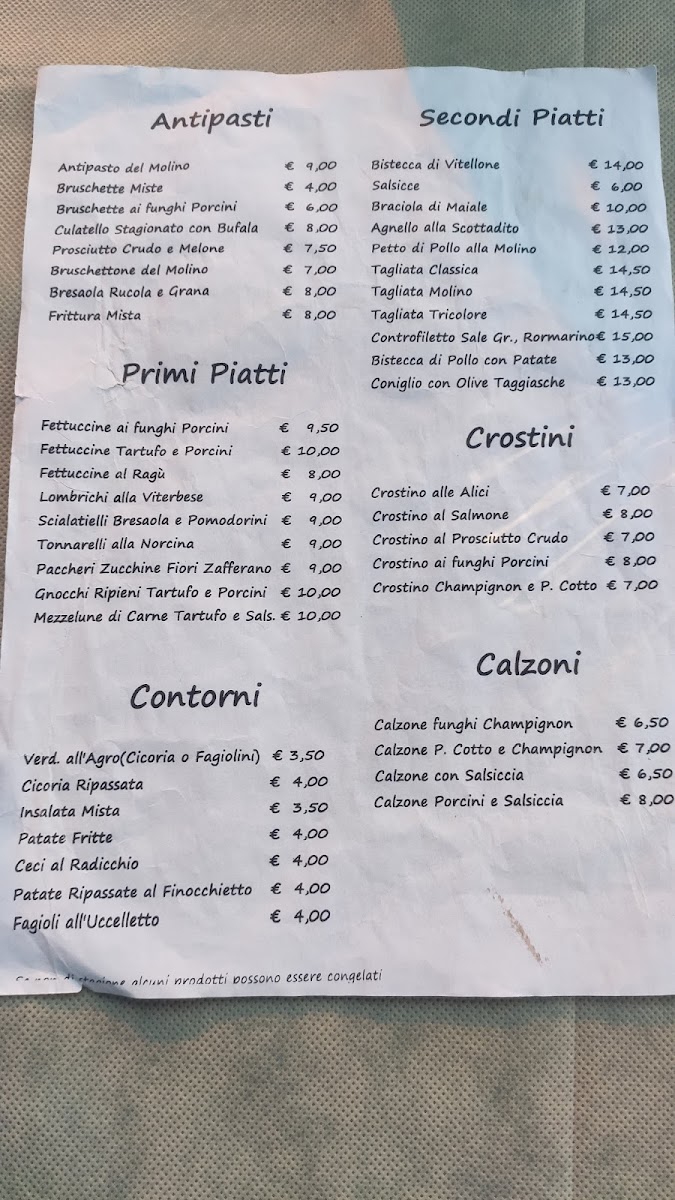 Antipasti
Antipasto del Molino € 9,00
Bruschette Miste € 4,00
Bruschette ai funghi Porcini € 6,00
Culatello Stagionato con Bufala € 8,00
Prosciutto Crudo e Melone € 7,50
Bruschettone del Molino € 7,00
Bresaola Rucola e Grana € 8,00
Frittura Mista € 8,00
Primi Piatti
Fettuccine ai funghi Porcini € 9,50
Fettuccine Tartufo e Porcini € 10,00
Fettuccine al Ragù € 8,00
Lombrichi alla Viterbese € 9,00
Scialatielli Bresaola e Pomodorini € 9,00
Tonnarelli alla Norcina € 9,00
Paccheri Zucchine Fiori Zafferano € 9,00
Gnocchi Ripieni Tartufo e Porcini € 10,00
Mezzelune di Carne Tartufo e Sals. € 10,00
Contorni
Verd. all'Agro(Cicoria o Fagiolini) € 3,50
Cicoria Ripassata € 4,00
Insalata Mista € 3,50
Patate Fritte € 4,00
Ceci al Radicchio € 4,00
Patate Ripassate al Finocchietto € 4,00
Fagioli all'Uccelletto € 4,00
di stagione alcuni prodotti possono essere congelati
Secondi Piatti
Bistecca di Vitellone € 14,00
Salsicce € 6,00
Braciola di Maiale € 10,00
Agnello alla Scottadito € 13,00
Petto di Pollo alla Molino € 12,00
Tagliata Classica € 14,50
Tagliata Molino € 14,50
Tagliata Tricolore € 14,50
Controfiletto Sale Gr., Rormarino€ 15,00
Bistecca di Pollo con Patate € 13,00
Coniglio con Olive Taggiasche € 13,00
Crostini
Crostino alle Alici € 7,00
Crostino al Salmone € 8,00
Crostino al Prosciutto Crudo € 7,00
Crostino ai funghi Porcini € 8,00
Crostino Champignon e P. Cotto € 7,00
Calzoni
Calzone funghi Champignon € 6,50
Calzone P. Cotto e Champignon € 7,00
Calzone con Salsiccia € 6,50
Calzone Porcini e Salsiccia € 8,00